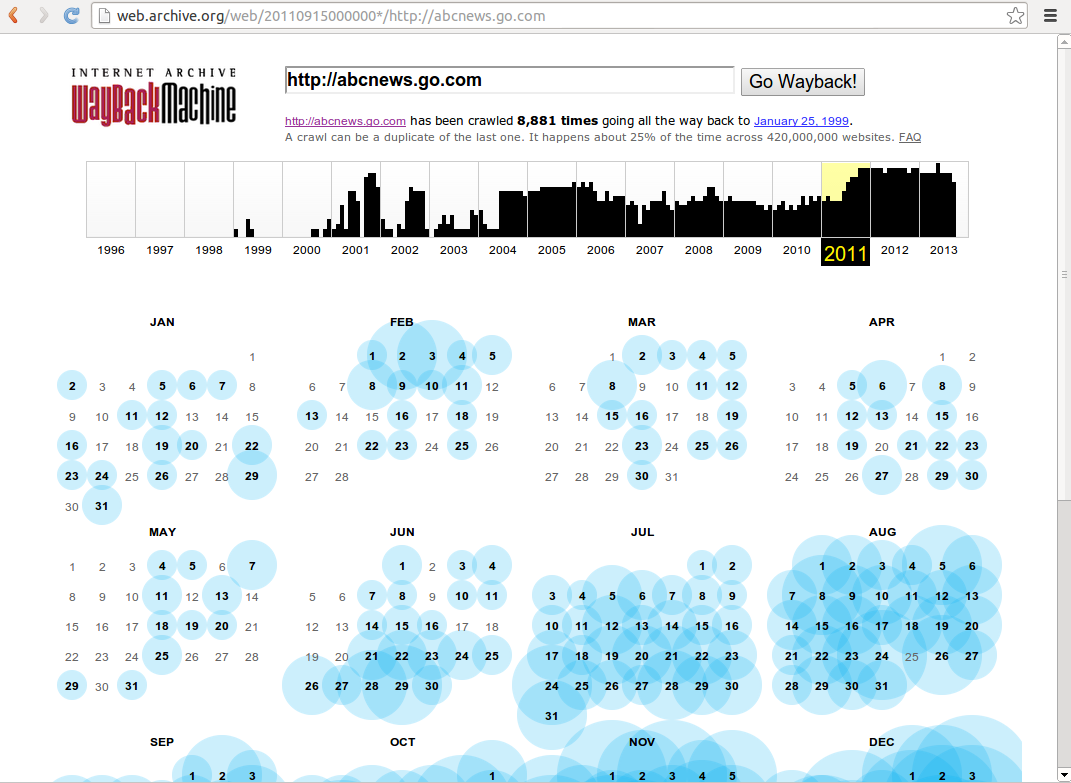 web.archive.org/web/20110915000000*/http://abcnews.go.com
INTERNET ARCHIVE
WayBackMachine
http://abcnews.go.com
Go Wayback!
http://abcnews.go.com has been crawled 8,881 times going all the way back to January 25, 1999.
A crawl can be a duplicate of the last one. It happens about 25% of the time across 420,000,000 websites. FAQ
1996 1997 1998 1999 2000 2001 2002 2003 2004 2005 2006 2007 2008 2009 2010 2011 2012 2013
JAN
1
2 3 4 5 6 7 8
9 10 11 12 13 14 15
16 17 18 19 20 21 22
23 24 25 26 27 28 29
30 31
FEB
1 2 3 4 5
6 7 8 9 10 11 12
13 14 15 16 17 18 19
20 21 22 23 24 25 26
27 28
MAR
1 2 3 4 5
6 7 8 9 10 11 12
13 14 15 16 17 18 19
20 21 22 23 24 25 26
27 28 29 30 31
APR
1 2
3 4 5 6 7 8 9
10 11 12 13 14 15 16
17 18 19 20 21 22 23
24 25 26 27 28 29 30
MAY
1 2 3 4 5 6 7
8 9 10 11 12 13 14
15 16 17 18 19 20 21
22 23 24 25 26 27 28
29 30 31
JUN
1 2 3 4
5 6 7 8 9 10 11
12 13 14 15 16 17 18
19 20 21 22 23 24 25
26 27 28 29 30
JUL
1 2
3 4 5 6 7 8 9
10 11 12 13 14 15 16
17 18 19 20 21 22 23
24 25 26 27 28 29 30
31
AUG
1 2 3 4 5 6
7 8 9 10 11 12 13
14 15 16 17 18 19 20
21 22 23 24 25 26 27
28 29 30 31
SEP
1 2 3
OCT
1
NOV
1 2 3 4 5
DEC
1 2 3